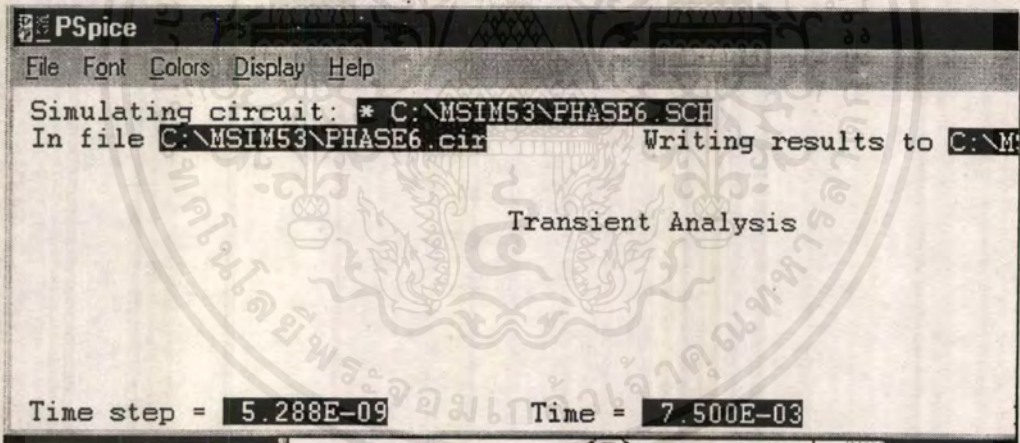 PSpice
File Font Colors Display Help
Simulating circuit: * C:\MSIM53\PHASE6.SCH
In file C:\MSIM53\PHASE6.cir Writing results to C:\MS
Transient Analysis
Time step = 5.288E-09 Time = 7.500E-03